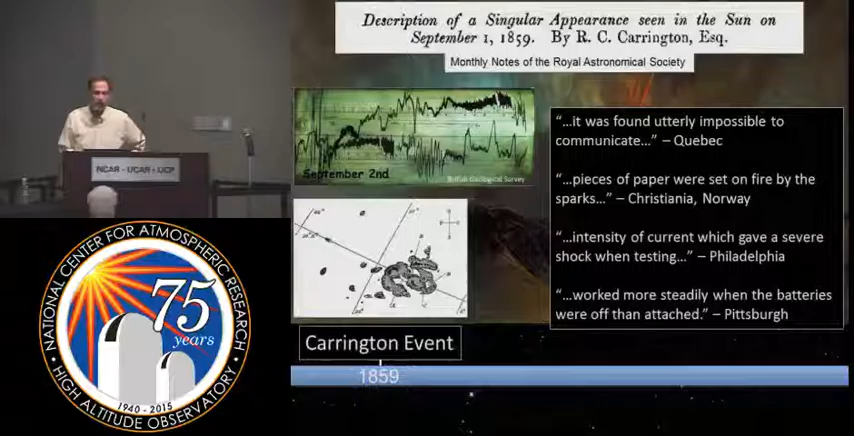 Description of a Singular Appearance seen in the Sun on
September 1, 1859. By R. C. Carrington, Esq.
Monthly Notes of the Royal Astronomical Society
September 2nd
British Geological Survey
"…it was found utterly impossible to
communicate…" – Quebec
"…pieces of paper were set on fire by the
sparks…" – Christiania, Norway
"…intensity of current which gave a severe
shock when testing…" – Philadelphia
"…worked more steadily when the batteries
were off than attached." – Pittsburgh
Carrington Event
1859
NCAR - UCAR - UCP
NATIONAL CENTER FOR ATMOSPHERIC RESEARCH
75
years
1940 - 2015
HIGH ALTITUDE OBSERVATORY